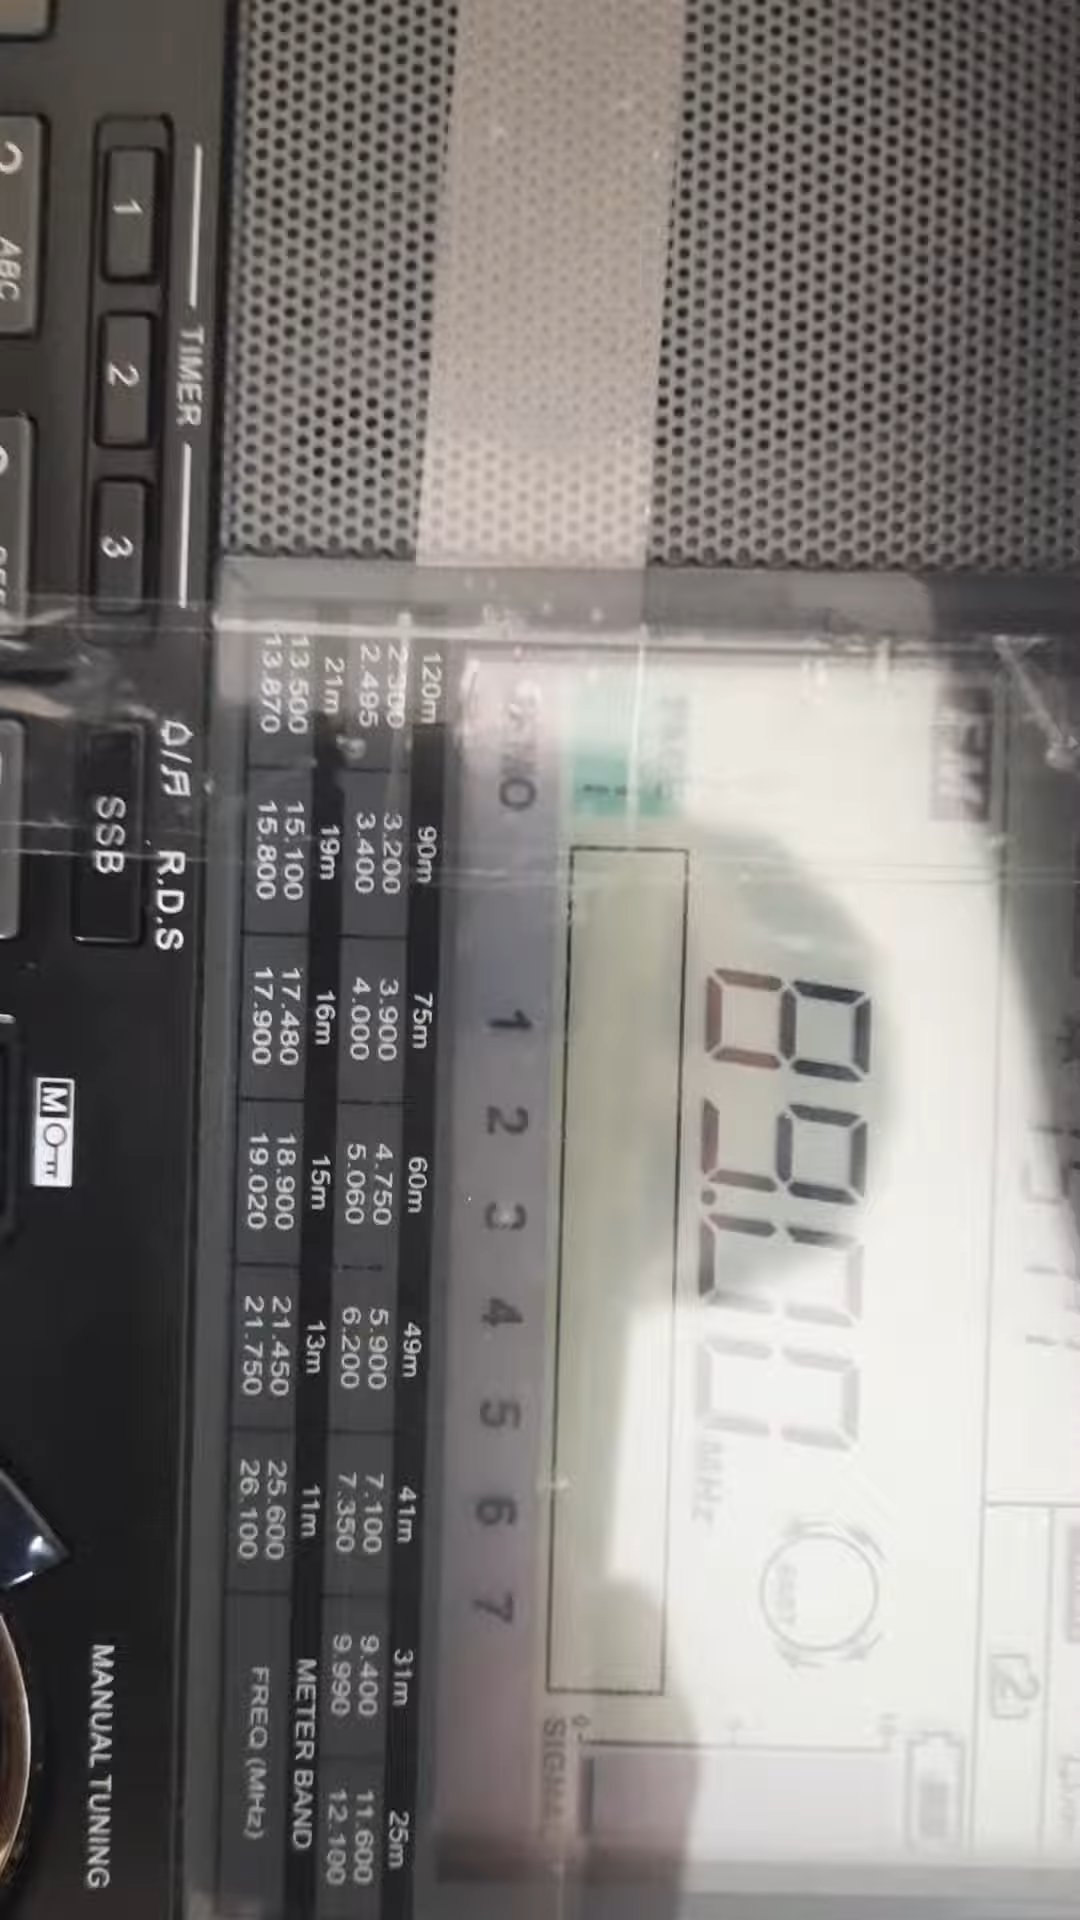 FM
2
89.00 MHz
1 2 3 4 5 6 7
120m 90m 75m 60m 49m 41m 31m 25m
2.300 3.200 3.900 4.750 5.900 7.100 9.400 11.600
2.495 3.400 4.000 5.060 6.200 7.350 9.990 12.100
21m 19m 16m 15m 13m 11m METER BAND
13.500 15.100 17.480 18.900 21.450 25.600
13.870 15.800 17.900 19.020 21.750 26.100 FREQ (MHz)
TIMER
R.D.S
1 2 3 SSB
MANUAL TUNING
M
ABC